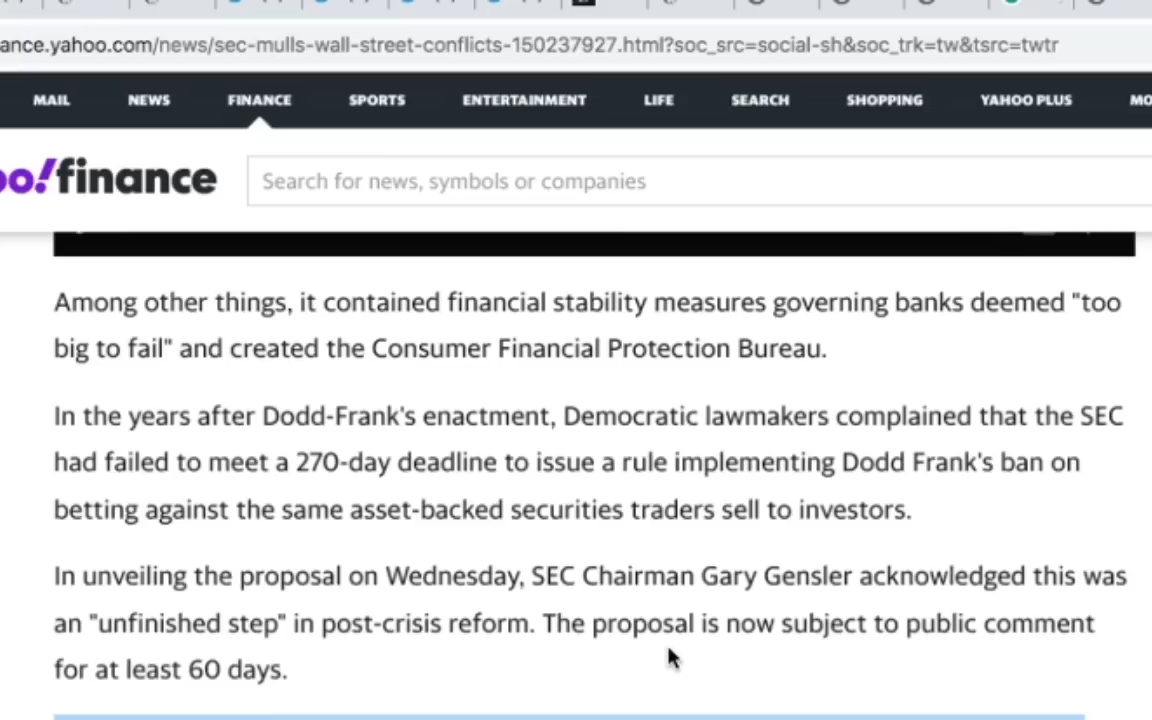 ance.yahoo.com/news/sec-mulls-wall-street-conflicts-150237927.html?soc_src=social-sh&soc_trk=tw&tsrc=twtr
MAIL NEWS FINANCE SPORTS ENTERTAINMENT LIFE SEARCH SHOPPING YAHOO PLUS MO
oo!finance Search for news, symbols or companies
Among other things, it contained financial stability measures governing banks deemed "too
big to fail" and created the Consumer Financial Protection Bureau.
In the years after Dodd-Frank's enactment, Democratic lawmakers complained that the SEC
had failed to meet a 270-day deadline to issue a rule implementing Dodd Frank's ban on
betting against the same asset-backed securities traders sell to investors.
In unveiling the proposal on Wednesday, SEC Chairman Gary Gensler acknowledged this was
an "unfinished step" in post-crisis reform. The proposal is now subject to public comment
for at least 60 days.